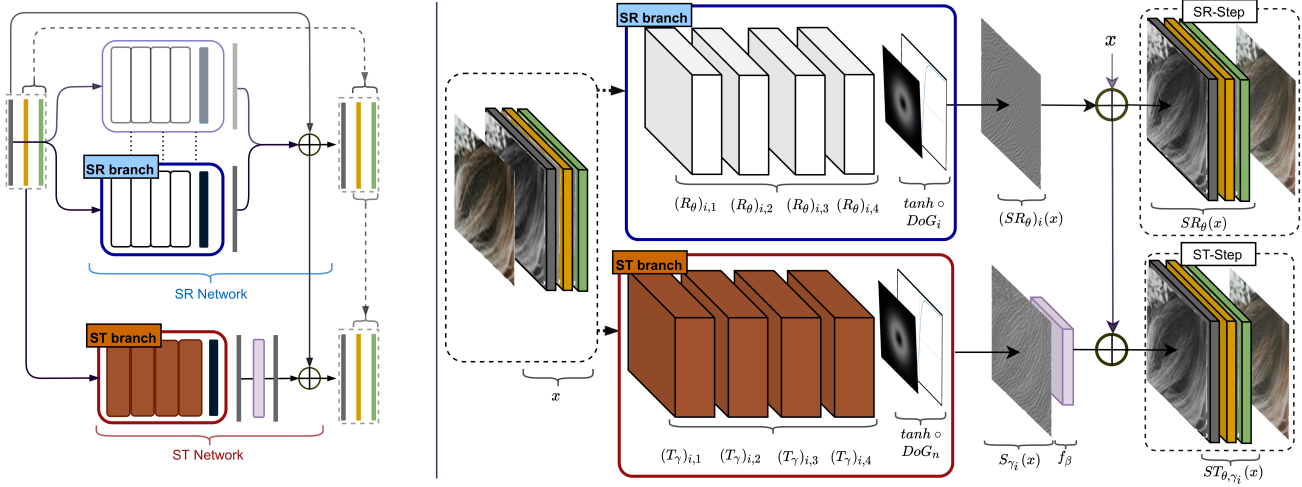 SR branch
SR Network
ST branch
ST Network
x
SR branch
(R_θ)_{i,1}
(R_θ)_{i,2}
(R_θ)_{i,3}
(R_θ)_{i,4}
tanh ∘
DoG_i
(SR_θ)_i(x)
x
SR-Step
SR_θ(x)
ST branch
(T_γ)_{i,1}
(T_γ)_{i,2}
(T_γ)_{i,3}
(T_γ)_{i,4}
tanh ∘
DoG_n
S_{γ_i}(x)
f_β
ST-Step
ST_{θ,γ_i}(x)